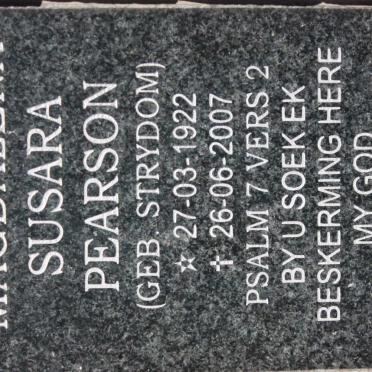 MAGDALENA
SUSARA
PEARSON
(GEB. STRYDOM)
☆ 27-03-1922
✝ 26-06-2007
PSALM 7 VERS 2
BY U SOEK EK
BESKERMING HERE
MY GOD